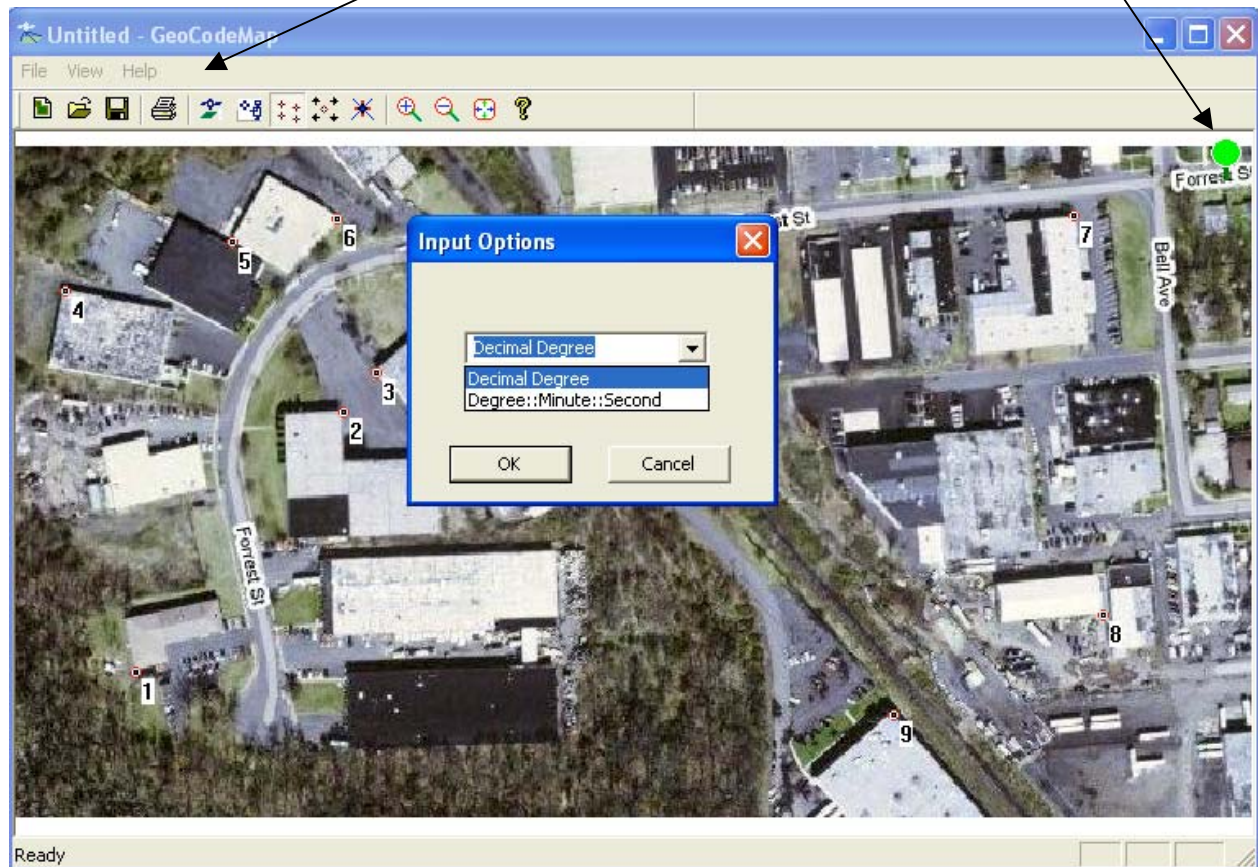 Untitled - GeoCodeMap
File View Help
Forrest St
t St
6
Input Options
7
5
Bell Ave
4
Decimal Degree
3
Decimal Degree
Degree::Minute::Second
2
OK Cancel
Forrest St
8
1
9
Ready